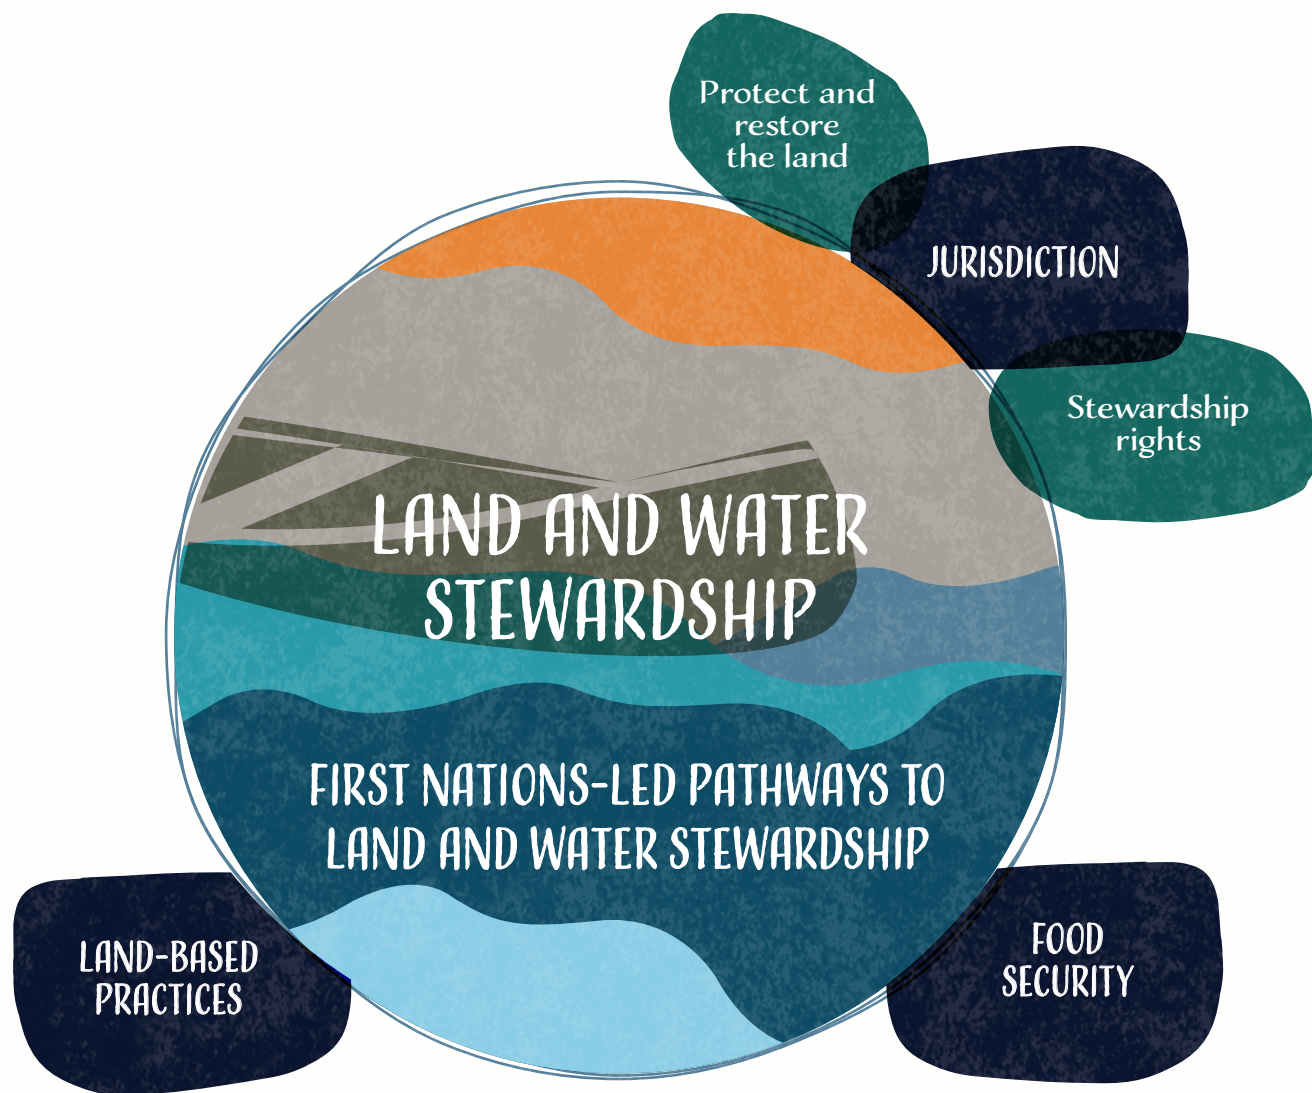 Protect and
restore
the land
JURISDICTION
Stewardship
rights
LAND AND WATER
STEWARDSHIP
FIRST NATIONS-LED PATHWAYS TO
LAND AND WATER STEWARDSHIP
LAND-BASED
PRACTICES
FOOD
SECURITY